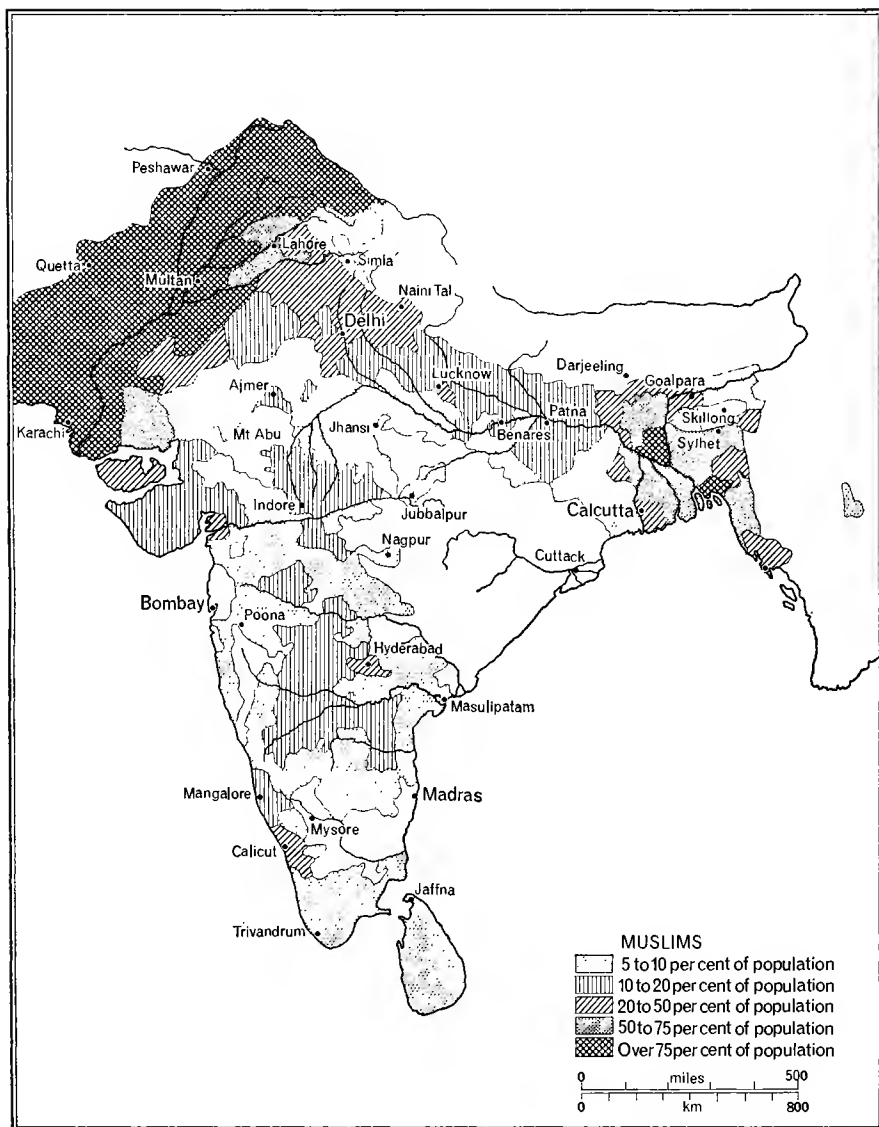 Peshawar
Lahore
Quetta
Simla
Multan
Naini Tal
Delhi
Darjeeling
Goalpara
Lucknow
Ajmer
Skillong
Patna
Karachi
Mt Abu
Jhansi
Benares
Sylhet
Indore
Jubbalpur
Calcutta
Nagpur
Cuttack
Bombay
Poona
Hyderabad
Masulipatam
Mangalore
Madras
Mysore
Calicut
Jaffna
Trivandrum
MUSLIMS
5 to 10 per cent of population
10 to 20 per cent of population
20 to 50 per cent of population
50 to 75 per cent of population
Over 75 per cent of population
0 miles 500
0 km 800